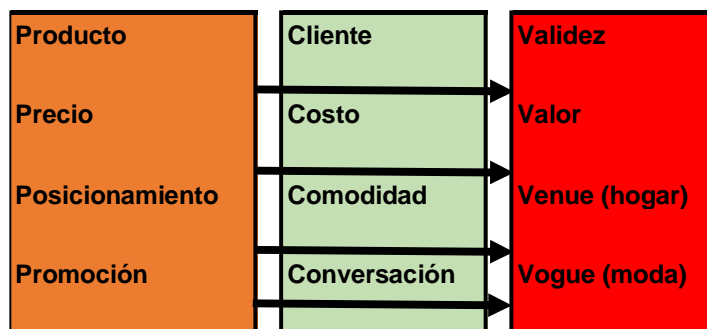 Producto
Cliente
Validez
Precio
Costo
Valor
Posicionamiento
Comodidad
Venue (hogar)
Promoción
Conversación
Vogue (moda)